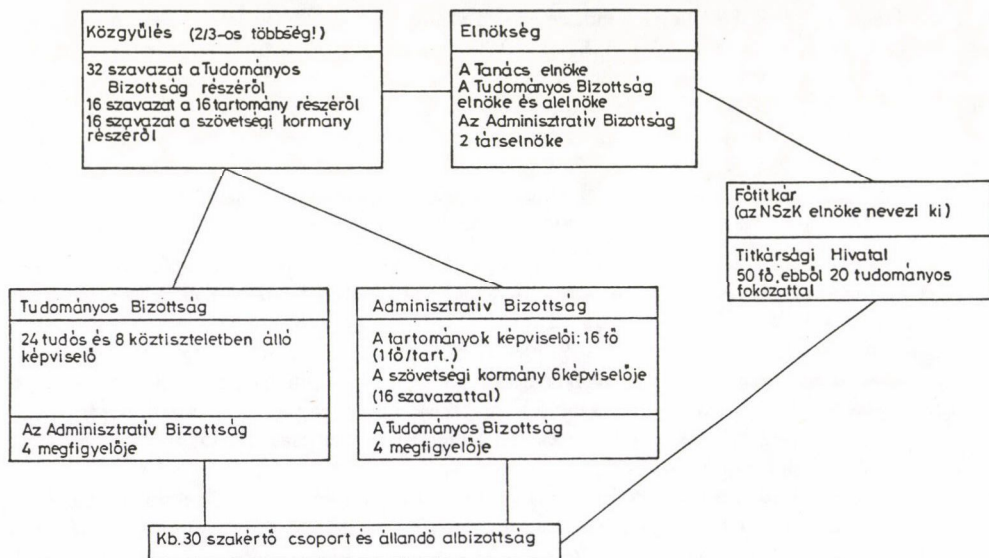 Közgyűlés (2/3-os többség!)
32 szavazat a Tudományos
Bizottság részéről
16 szavazat a 16 tartomány részéről
16 szavazat a szövetségi kormány
részéről
Elnökség
A Tanács elnöke
A Tudományos Bizottság
elnöke és alelnöke
Az Adminisztratív Bizottság
2 társelnöke
Főtitkár
(az NSzK elnöke nevezi ki)
Titkársági Hivatal
50 fő, ebből 20 tudományos
fokozattal
Tudományos Bizottság
24 tudós és 8 köztiszteletben álló
képviselő
Az Adminisztratív Bizottság
4 megfigyelője
Adminisztratív Bizottság
A tartományok képviselői: 16 fő
(1 fő/tart.)
A szövetségi kormány 6 képviselője
(16 szavazattal)
A Tudományos Bizottság
4 megfigyelője
Kb. 30 szakértő csoport és állandó albizottság